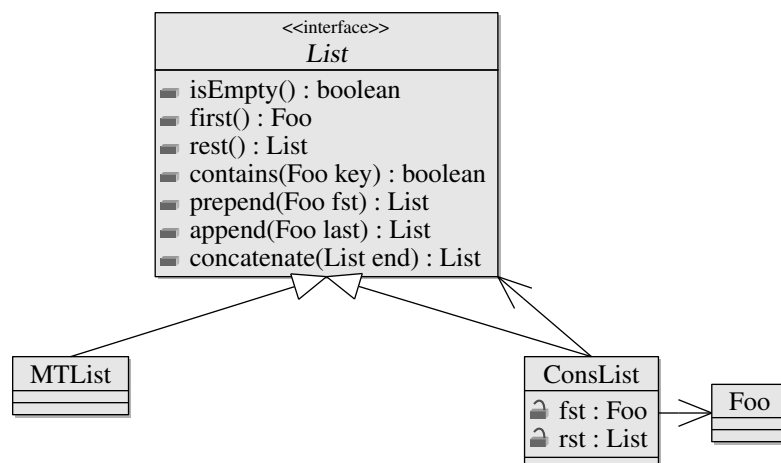 <<interface>>
List
isEmpty() : boolean
first() : Foo
rest() : List
contains(Foo key) : boolean
prepend(Foo fst) : List
append(Foo last) : List
concatenate(List end) : List
MTList
ConsList
fst : Foo
rst : List
Foo